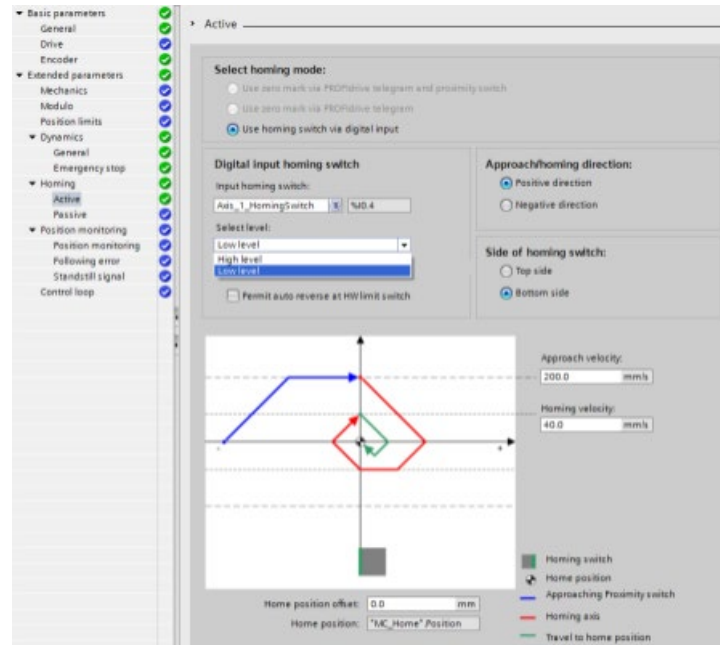 Basic parameters
General
Drive
Encoder
Extended parameters
Mechanics
Modulo
Position limits
Dynamics
General
Emergency stop
Homing
Active
Passive
Position monitoring
Position monitoring
Following error
Standstill signal
Control loop
Active
Select homing mode:
Use zero mark via PROFIdrive telegram and proximity switch
Use zero mark via PROFIdrive telegram
Use homing switch via digital input
Digital input homing switch
Input homing switch:
Axis_1_HomingSwitch %I0.4
Select level:
Low level
High level
Low level
Permit auto reverse at HW limit switch
Approach/homing direction:
Positive direction
Negative direction
Side of homing switch:
Top side
Bottom side
Approach velocity:
200.0 mm/s
Homing velocity:
40.0 mm/s
- +
Homing switch
Home position
Approaching Proximity switch
Homing axis
Travel to home position
Home position offset: 0.0 mm
Home position: "MC_Home".Position